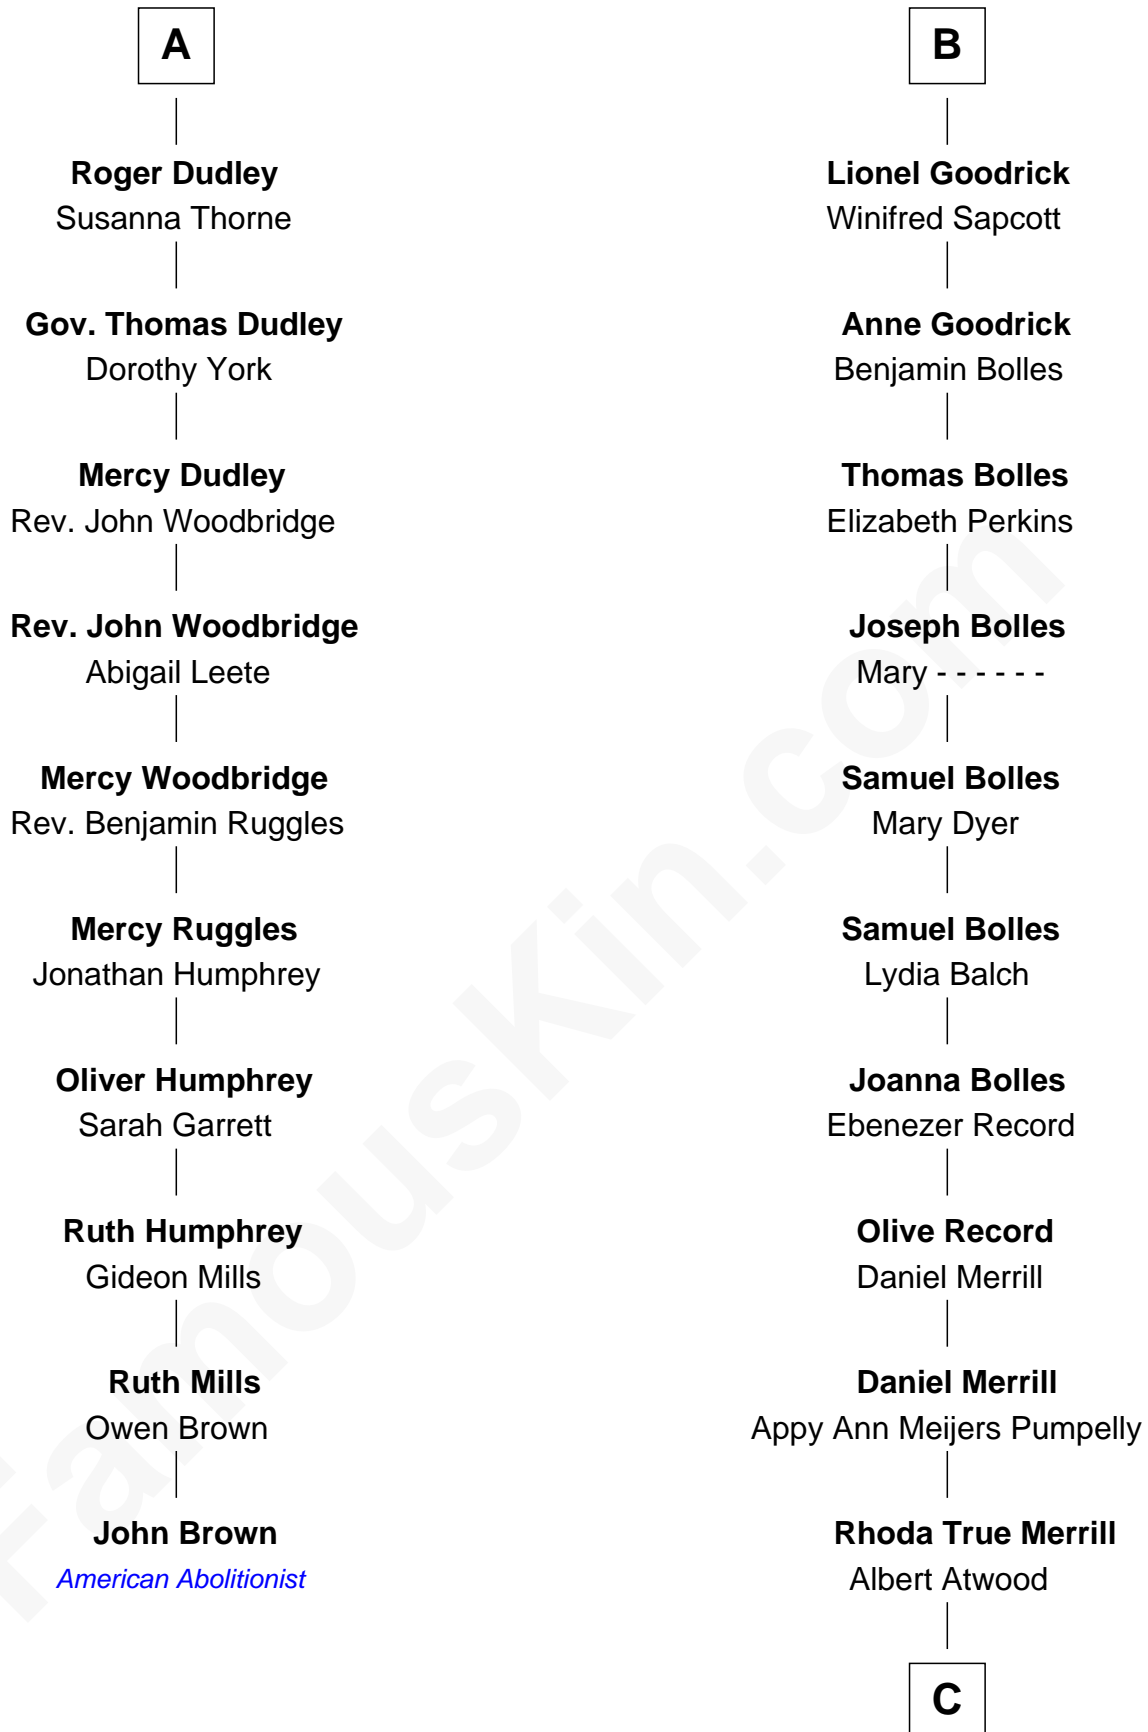 A
Roger Dudley
Susanna Thorne
Gov. Thomas Dudley
Dorothy York
Mercy Dudley
Rev. John Woodbridge
Rev. John Woodbridge
Abigail Leete
Mercy Woodbridge
Rev. Benjamin Ruggles
Mercy Ruggles
Jonathan Humphrey
Oliver Humphrey
Sarah Garrett
Ruth Humphrey
Gideon Mills
Ruth Mills
Owen Brown
John Brown
American Abolitionist
B
Lionel Goodrick
Winifred Sapcott
Anne Goodrick
Benjamin Bolles
Thomas Bolles
Elizabeth Perkins
Joseph Bolles
Mary - - - - - -
Samuel Bolles
Mary Dyer
Samuel Bolles
Lydia Balch
Joanna Bolles
Ebenezer Record
Olive Record
Daniel Merrill
Daniel Merrill
Appy Ann Meijers Pumpelly
Rhoda True Merrill
Albert Atwood
C
FamousKin.com